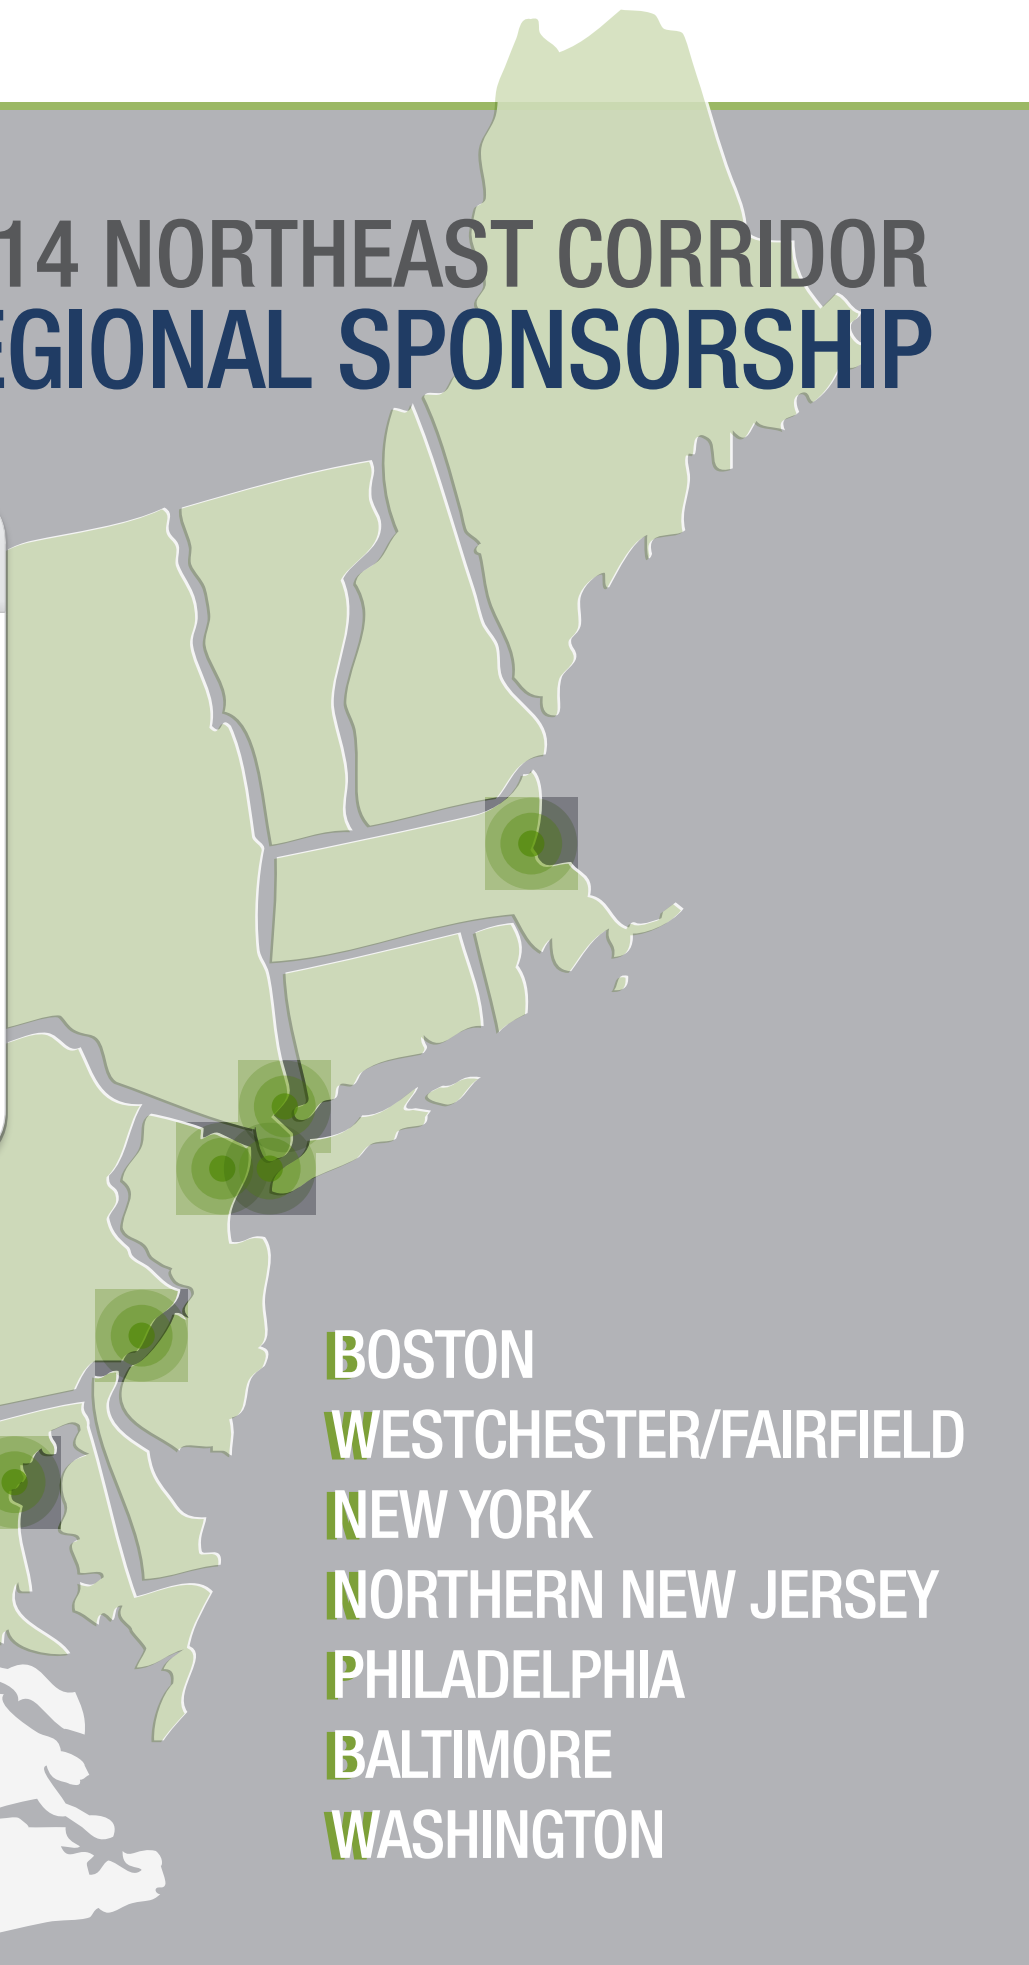 14 NORTHEAST CORRIDOR
EGIONAL SPONSORSHIP
BOSTON
WESTCHESTER/FAIRFIELD
NEW YORK
NORTHERN NEW JERSEY
PHILADELPHIA
BALTIMORE
WASHINGTON